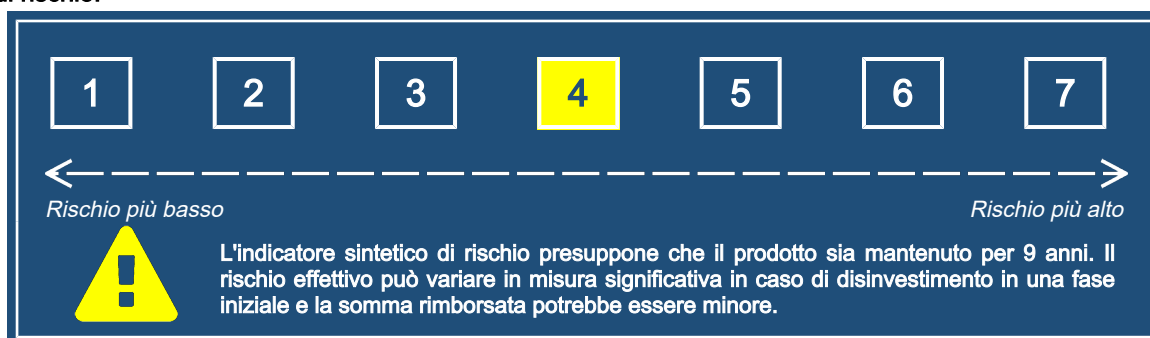 di rischio:
1 2 3 4 5 6 7
Rischio più basso Rischio più alto
L'indicatore sintetico di rischio presuppone che il prodotto sia mantenuto per 9 anni. Il
rischio effettivo può variare in misura significativa in caso di disinvestimento in una fase
iniziale e la somma rimborsata potrebbe essere minore.